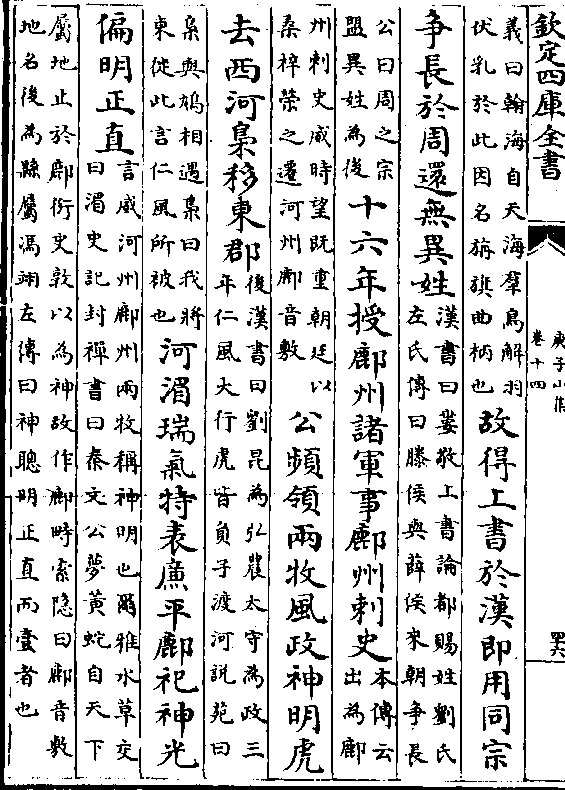 欽定四庫全書
庚子山集
卷十四
義曰翰海自天海羣鳥解羽
伏乳於此因名旃旗曲柄也
故得上書於漢即用同宗
争長於周還無異姓
漢書曰婁敬上書論都賜姓劉氏
左氏傳曰滕侯與薛侯來朝争長
公曰周之宗
盟異姓為後
十六年授鄜州諸軍事鄜州刺史
本傳云
出為鄜
州刺史威時望既重朝廷以
桑梓榮之遷河州鄜音敷
公頻領兩牧風政神明虎
去西河梟移東郡
後漢書曰劉昆為弘農太守為政三
年仁風大行虎皆負子渡河説苑曰
梟與鳩相遇梟曰我將
東徙此言仁風所被也
河湄瑞氣特表亷平鄜祀神光
偏明正直
言威河州鄜州兩牧稱神明也爾雅水草交
曰湄史記封禪書曰秦文公夢黄蛇自天下
屬地止於鄜衍史敦以為神故作鄜畤索隐曰鄜音敷
地名後為縣屬馮翊左傳曰神聰明正直而壹者也